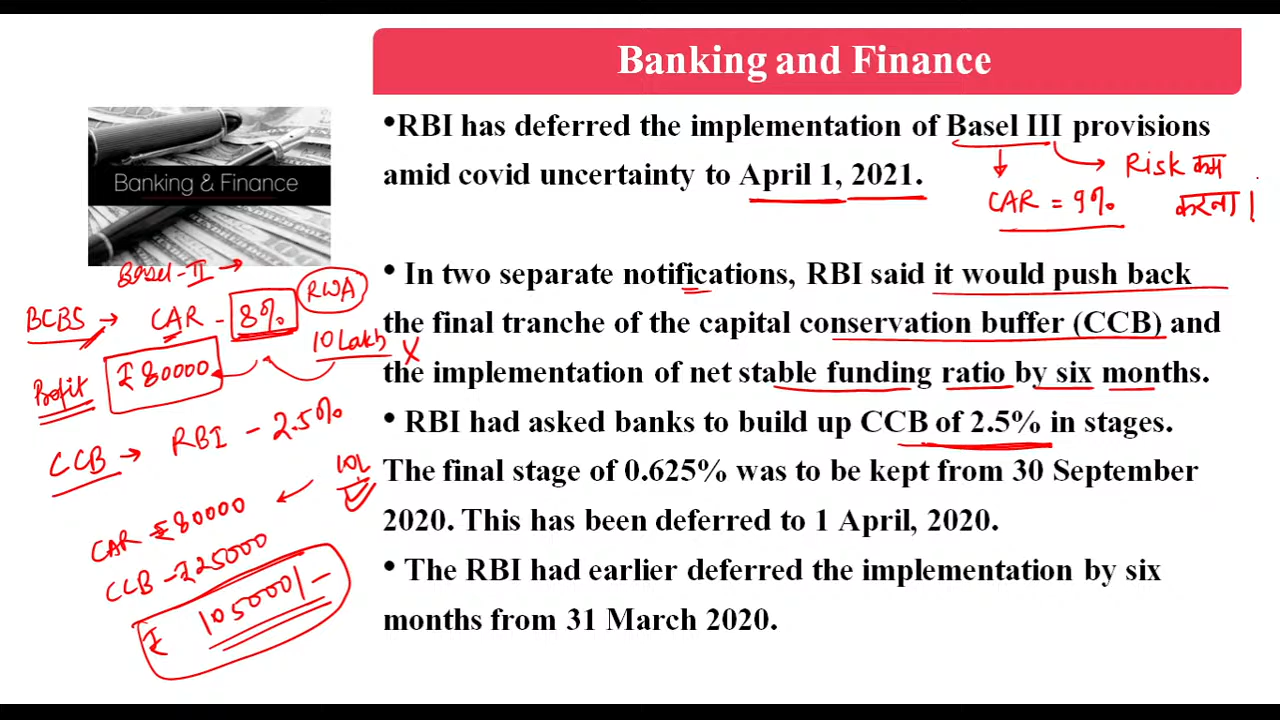 Banking and Finance
•RBI has deferred the implementation of Basel III provisions
amid covid uncertainty to April 1, 2021.
Risk कम
करना।
CAR = 9%
Banking & Finance
• In two separate notifications, RBI said it would push back
the final tranche of the capital conservation buffer (CCB) and
the implementation of net stable funding ratio by six months.
• RBI had asked banks to build up CCB of 2.5% in stages.
The final stage of 0.625% was to be kept from 30 September
2020. This has been deferred to 1 April, 2020.
• The RBI had earlier deferred the implementation by six
months from 31 March 2020.
Basel-II →
BCBS → CAR - 8% RWA
10 Lakh X
Profit ₹80000
CCB → RBI - 2.5%
10L
CAR ₹80000
CCB - ₹25000
₹ 105000/-